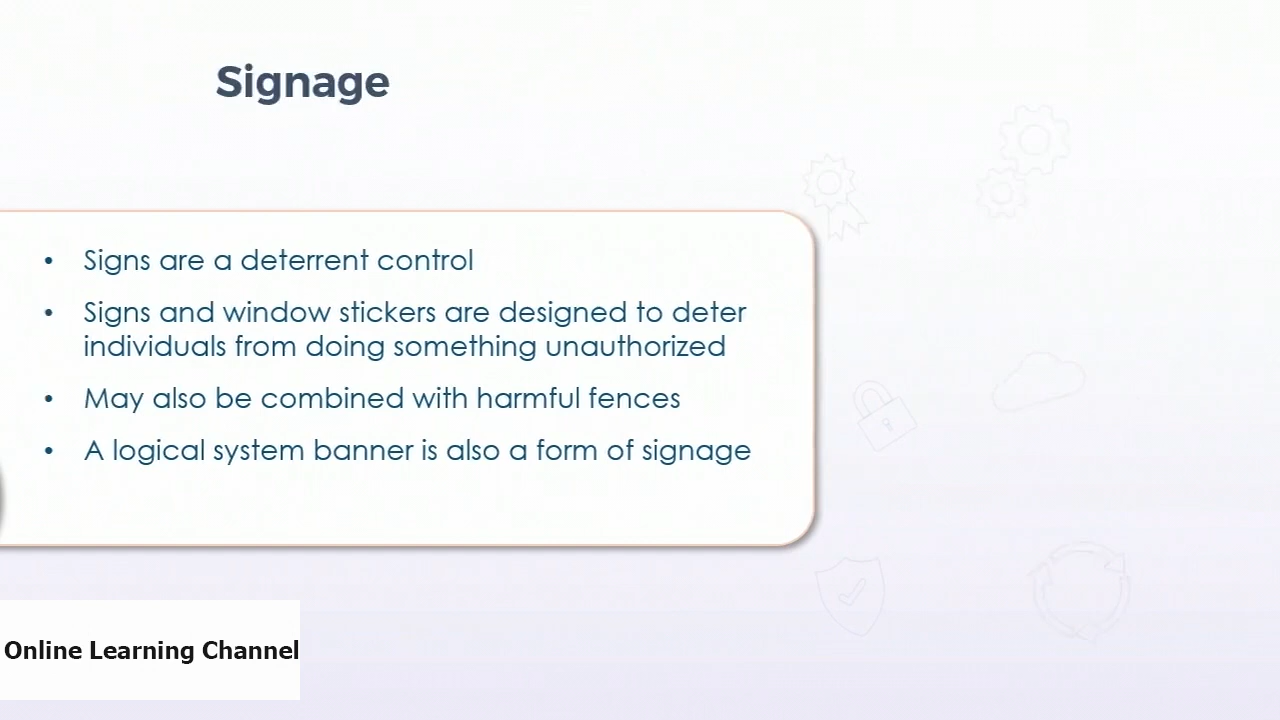 Signage
• Signs are a deterrent control
• Signs and window stickers are designed to deter
individuals from doing something unauthorized
• May also be combined with harmful fences
• A logical system banner is also a form of signage
Online Learning Channel